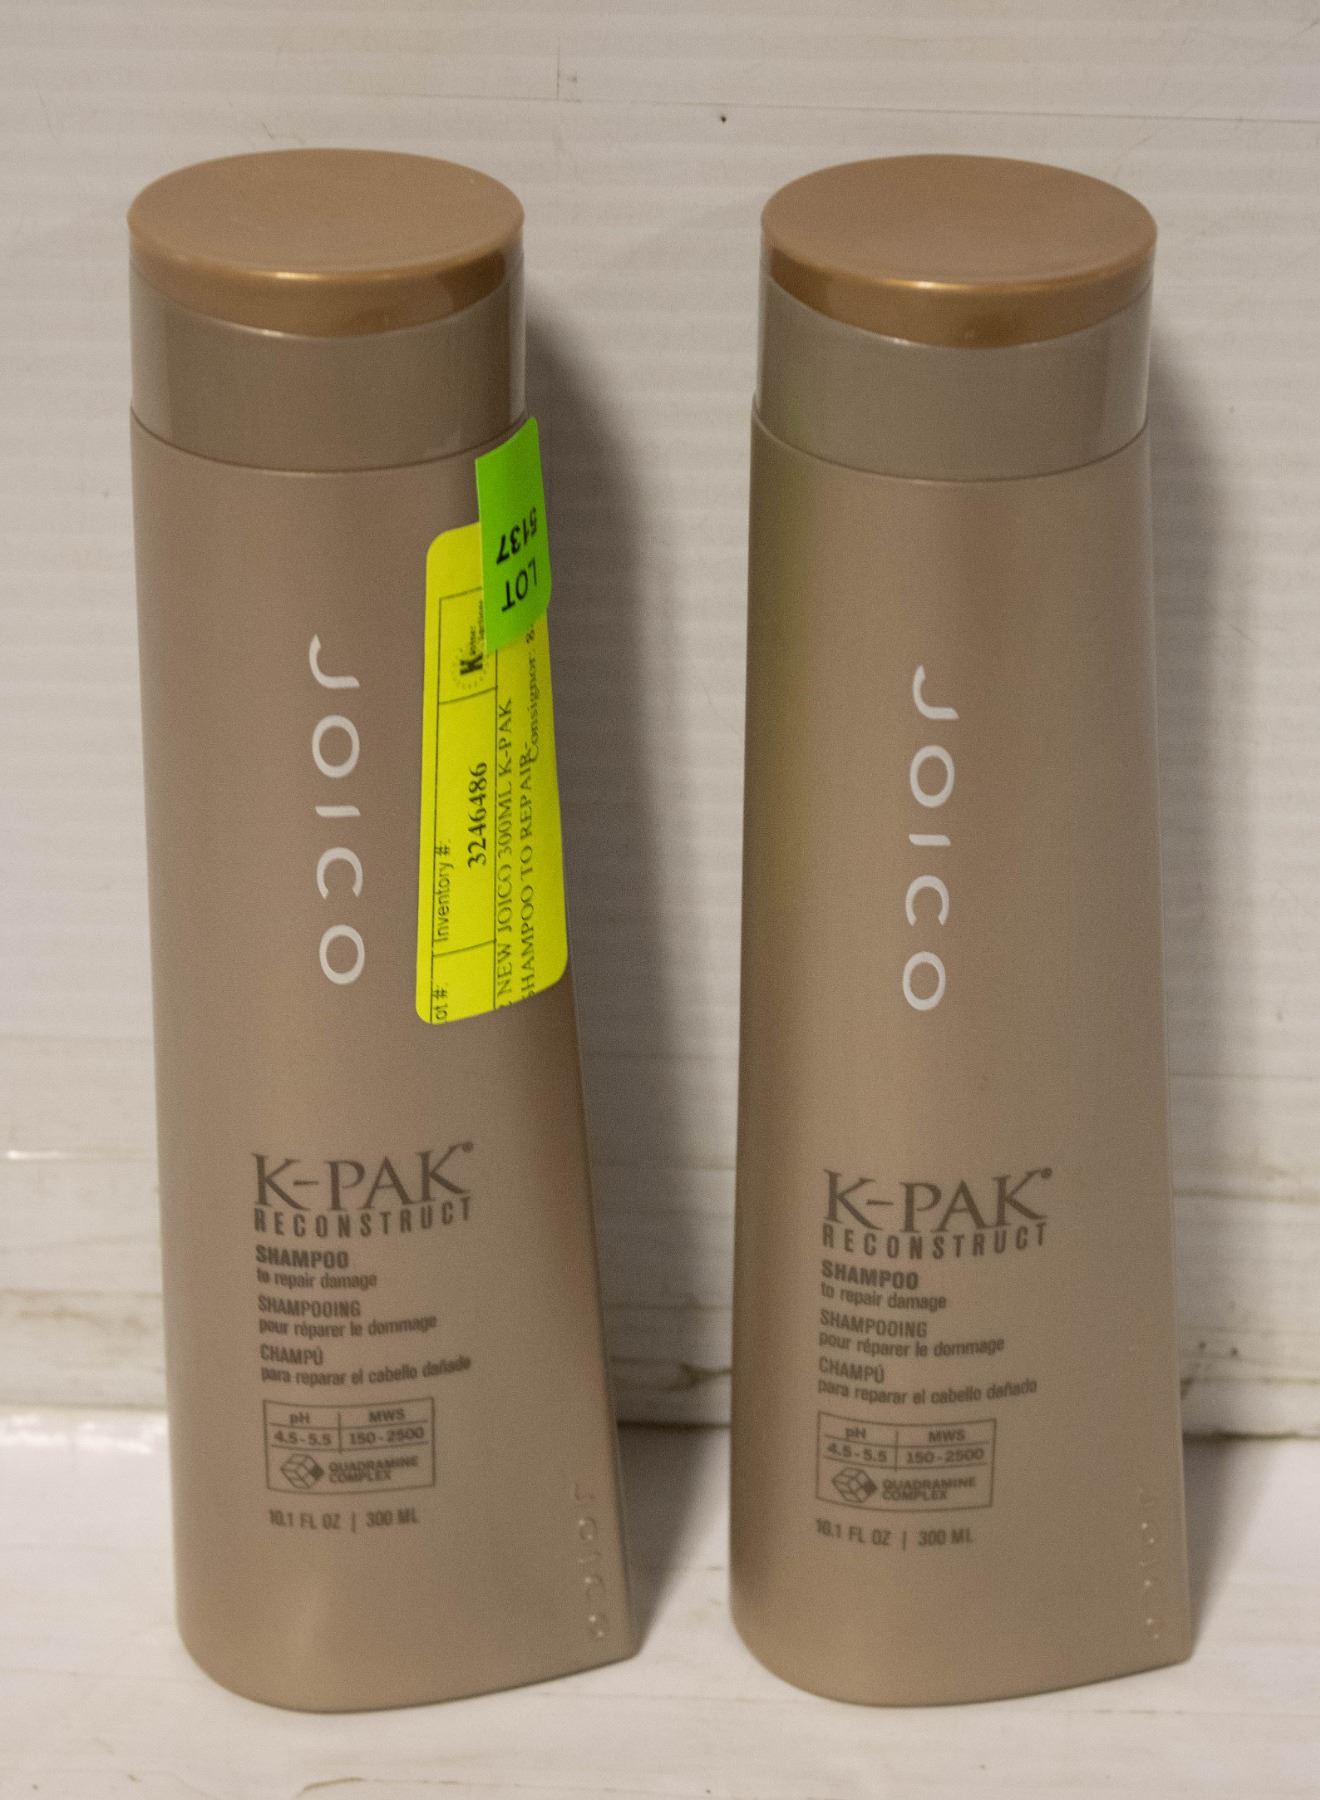 JOICO
K-PAK®
RECONSTRUCT
SHAMPOO
to repair damage
SHAMPOOING
pour réparer le dommage
CHAMPÚ
para reparar el cabello dañado
pH MWS
4.5-5.5 150-2500
QUADRAMINE
COMPLEX
10.1 FL OZ | 300 ML
JOICO
LOT
5137
ot #: Inventory #:
3246486
NEW JOICO 300ML K-PAK
SHAMPOO TO REPAIR-
Consignor: 8
JOICO
K-PAK®
RECONSTRUCT
SHAMPOO
to repair damage
SHAMPOOING
pour réparer le dommage
CHAMPÚ
para reparar el cabello dañado
pH MWS
4.5-5.5 150-2500
QUADRAMINE
COMPLEX
10.1 FL OZ | 300 ML
JOICO